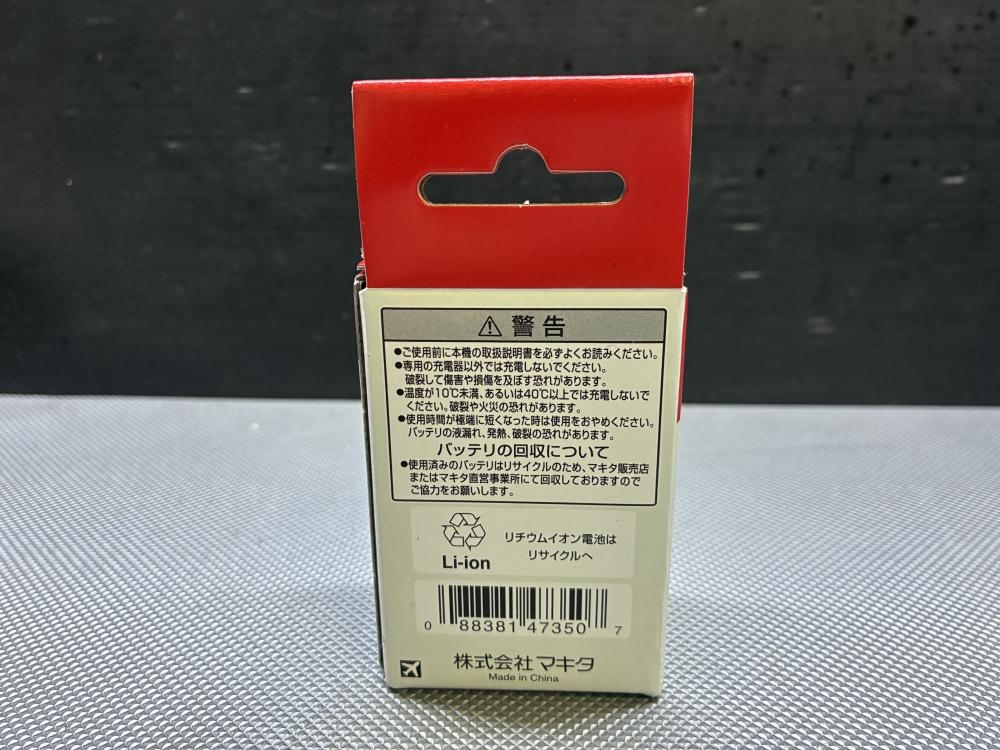 ⚠ 警告
●ご使用前に本機の取扱説明書を必ずよくお読みください。
●専用の充電器以外では充電しないでください。
破裂して傷害や損傷を及ぼす恐れがあります。
●温度が10℃未満、あるいは40℃以上では充電しないで
ください。破裂や火災の恐れがあります。
●使用時間が極端に短くなった時は使用をおやめください。
バッテリの液漏れ、発熱、破裂の恐れがあります。
バッテリの回収について
●使用済みのバッテリはリサイクルのため、マキタ販売店
またはマキタ直営事業所にて回収しておりますので
ご協力をお願いします。
リチウムイオン電池は
リサイクルへ
Li-ion
0 88381 47350 7
株式会社マキタ
Made in China